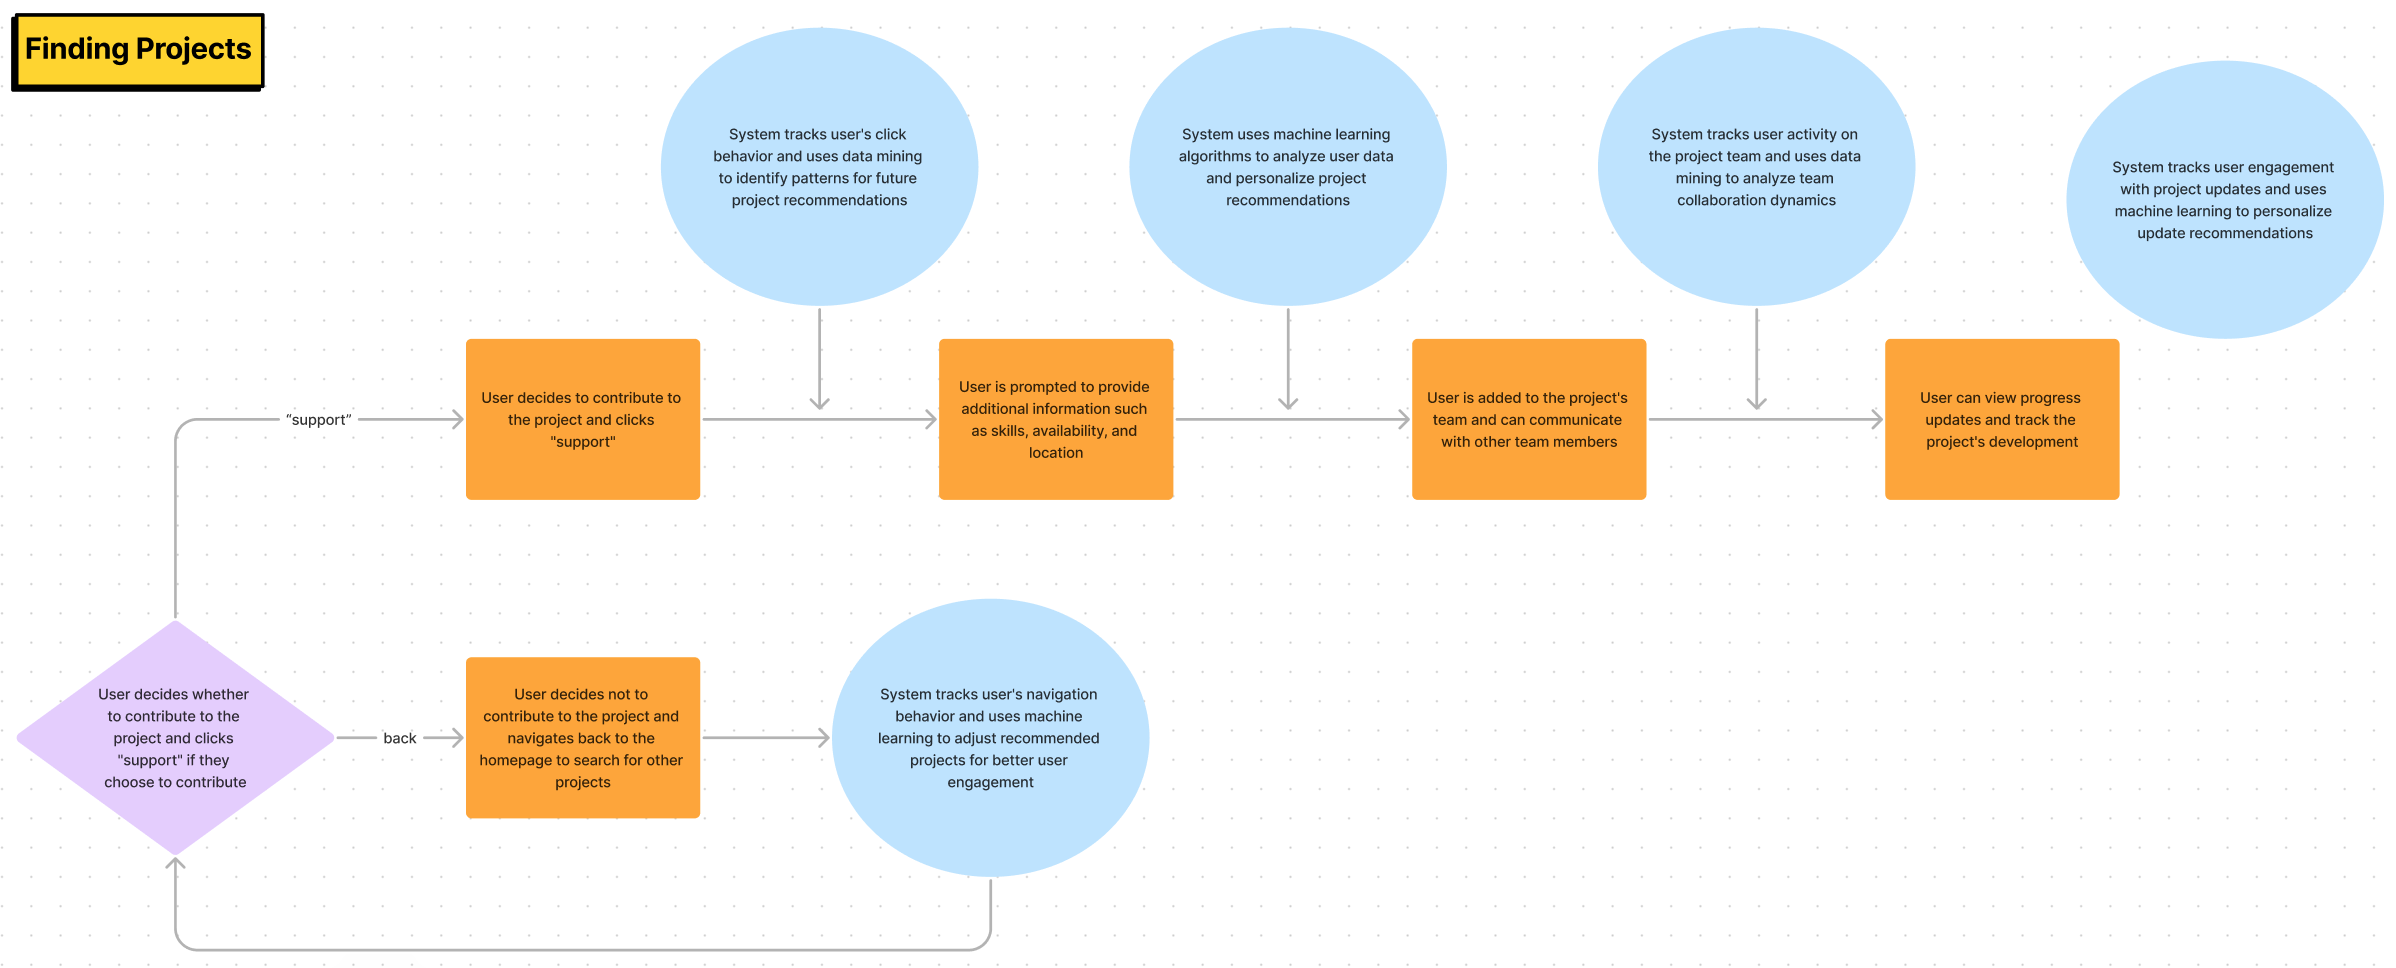 Finding Projects
System tracks user's click
behavior and uses data mining
to identify patterns for future
project recommendations
System uses machine learning
algorithms to analyze user data
and personalize project
recommendations
System tracks user activity on
the project team and uses data
mining to analyze team
collaboration dynamics
System tracks user engagement
with project updates and uses
machine learning to personalize
update recommendations
“support”
User decides to contribute to
the project and clicks
"support"
User is prompted to provide
additional information such
as skills, availability, and
location
User is added to the project's
team and can communicate
with other team members
User can view progress
updates and track the
project's development
User decides whether
to contribute to the
project and clicks
"support" if they
choose to contribute
back
User decides not to
contribute to the project and
navigates back to the
homepage to search for other
projects
System tracks user's navigation
behavior and uses machine
learning to adjust recommended
projects for better user
engagement